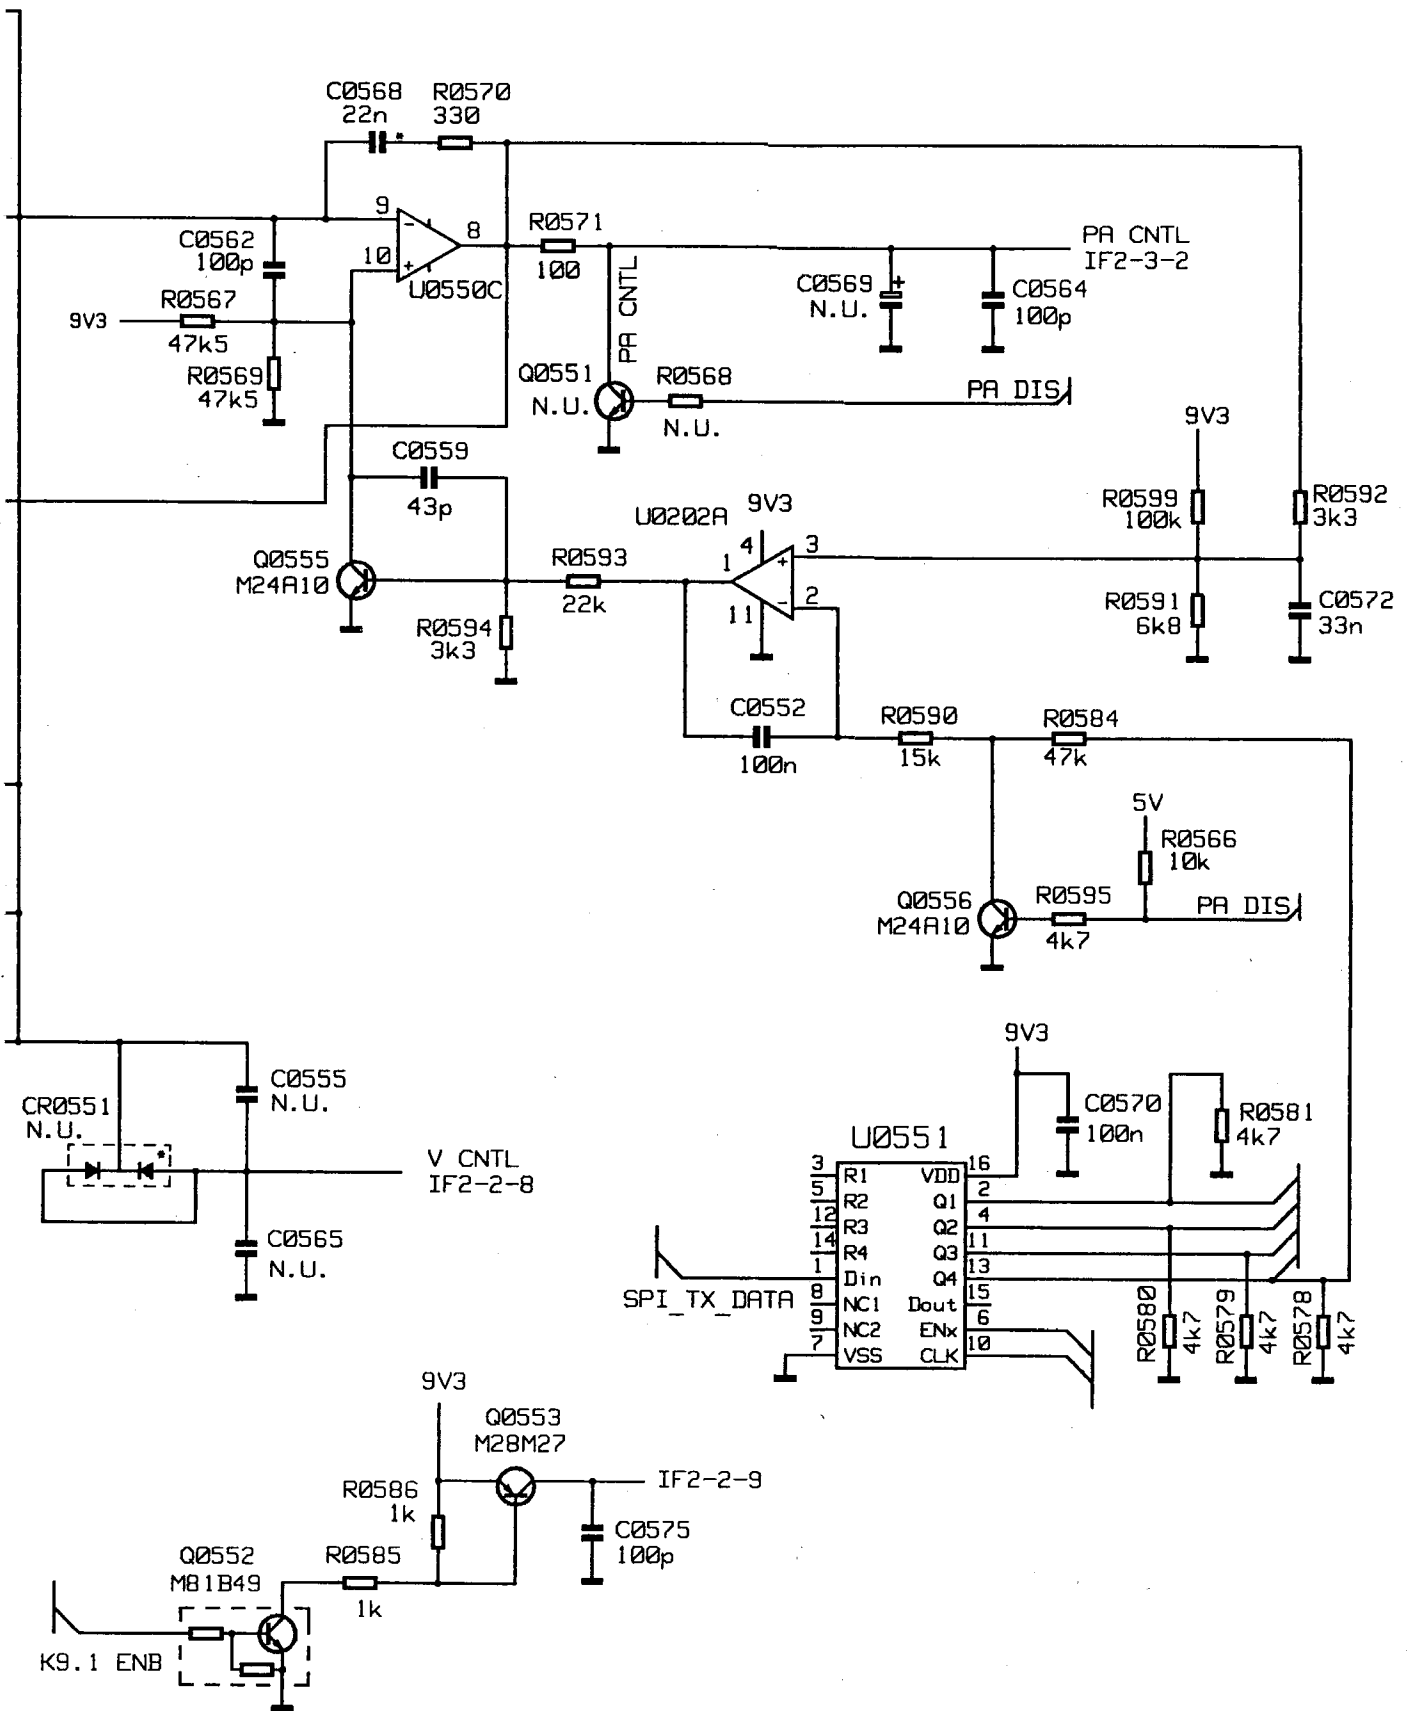 C0568 R0570
22n * 330
9
8
10
- +
U0550C
R0571
100
PA CNTL
IF2-3-2
C0562
100p
R0567
9V3
47k5
R0569
47k5
PA CNTL
C0569 +
N.U.
C0564
100p
Q0551
N.U.
R0568
N.U.
PA DIS
9V3
C0559
43p
U0202A
9V3
R0599
100k
R0592
3k3
Q0555
M24A10
R0593
22k
1
4
3
+
-
2
11
R0594
3k3
R0591
6k8
C0572
33n
C0552
100n
R0590
15k
R0584
47k
5V
R0566
10k
Q0556
M24A10
R0595
4k7
PA DIS
9V3
C0555
N.U.
CR0551
N.U.
*
V CNTL
IF2-2-8
C0565
N.U.
C0570
100n
R0581
4k7
U0551
3 R1 VDD 16
5 R2 Q1 2
12 R3 Q2 4
14 R4 Q3 11
1 Din Q4 13
8 NC1 Dout 15
9 NC2 ENx 6
7 VSS CLK 10
SPI_TX_DATA
R0580
4k7
R0579
4k7
R0578
4k7
9V3
Q0553
M28M27
R0586
1k
IF2-2-9
C0575
100p
Q0552
M81B49
R0585
1k
K9.1 ENB